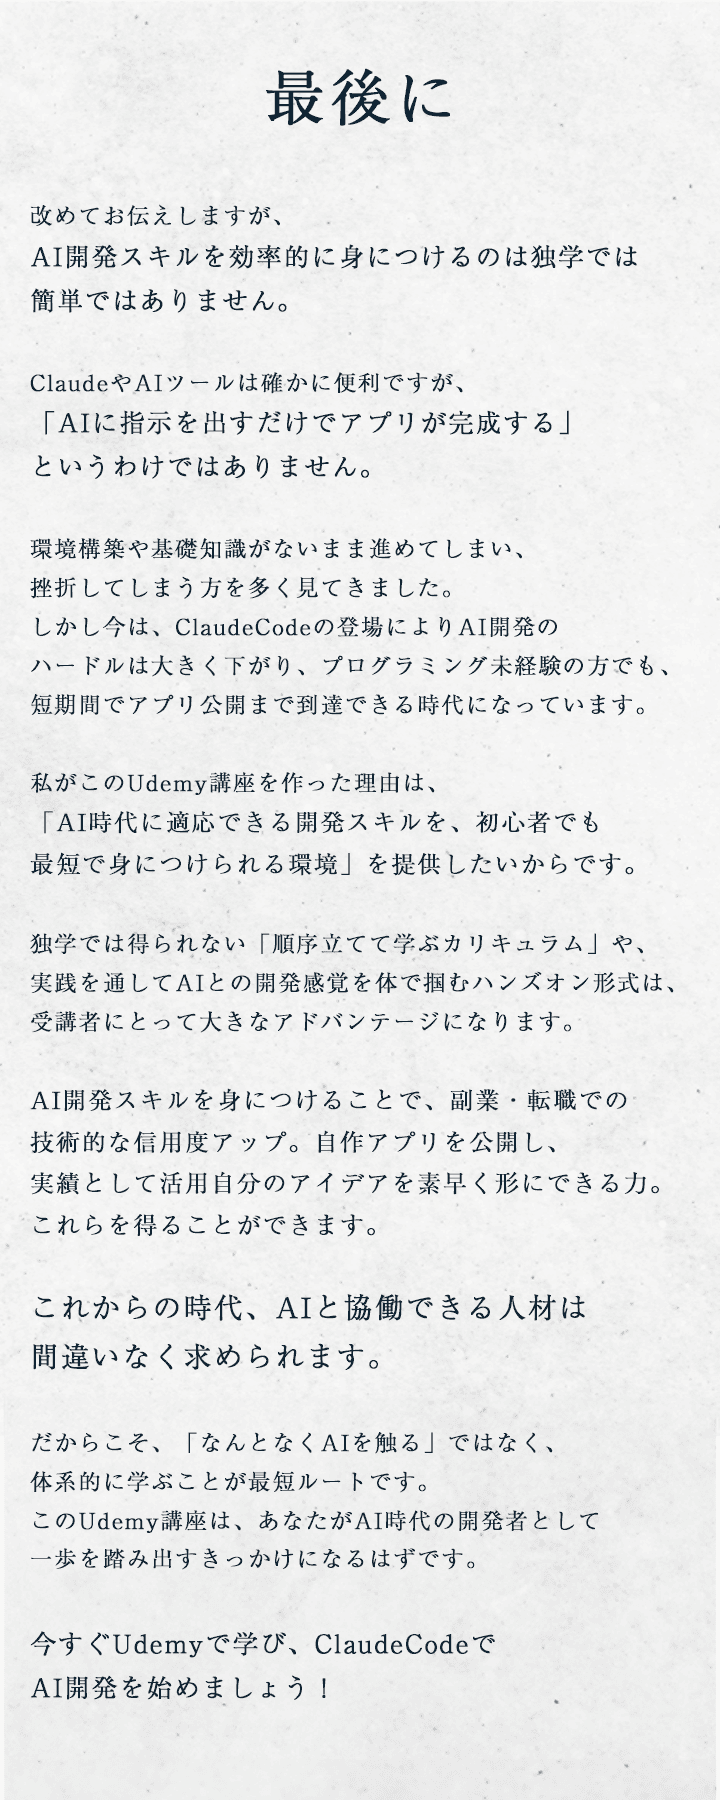 最後に
改めてお伝えしますが、
AI開発スキルを効率的に身につけるのは独学では
簡単ではありません。
ClaudeやAIツールは確かに便利ですが、
「AIに指示を出すだけでアプリが完成する」
というわけではありません。
環境構築や基礎知識がないまま進めてしまい、
挫折してしまう方を多く見てきました。
しかし今は、ClaudeCodeの登場によりAI開発の
ハードルは大きく下がり、プログラミング未経験の方でも、
短期間でアプリ公開まで到達できる時代になっています。
私がこのUdemy講座を作った理由は、
「AI時代に適応できる開発スキルを、初心者でも
最短で身につけられる環境」を提供したいからです。
独学では得られない「順序立てて学ぶカリキュラム」や、
実践を通してAIとの開発感覚を体で掴むハンズオン形式は、
受講者にとって大きなアドバンテージになります。
AI開発スキルを身につけることで、副業・転職での
技術的な信用度アップ。自作アプリを公開し、
実績として活用自分のアイデアを素早く形にできる力。
これらを得ることができます。
これからの時代、AIと協働できる人材は
間違いなく求められます。
だからこそ、「なんとなくAIを触る」ではなく、
体系的に学ぶことが最短ルートです。
このUdemy講座は、あなたがAI時代の開発者として
一歩を踏み出すきっかけになるはずです。
今すぐUdemyで学び、ClaudeCodeで
AI開発を始めましょう！